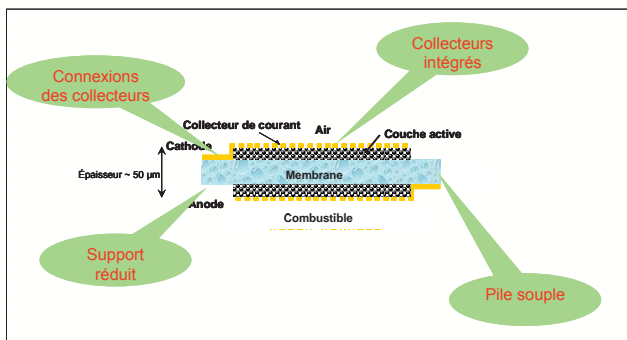 Collecteurs
intégrés
Connexions
des collecteurs
Collecteur de courant
Air
Couche active
Cathode
Épaisseur ~ 50 µm
Membrane
Anode
Combustible
Support
réduit
Pile souple